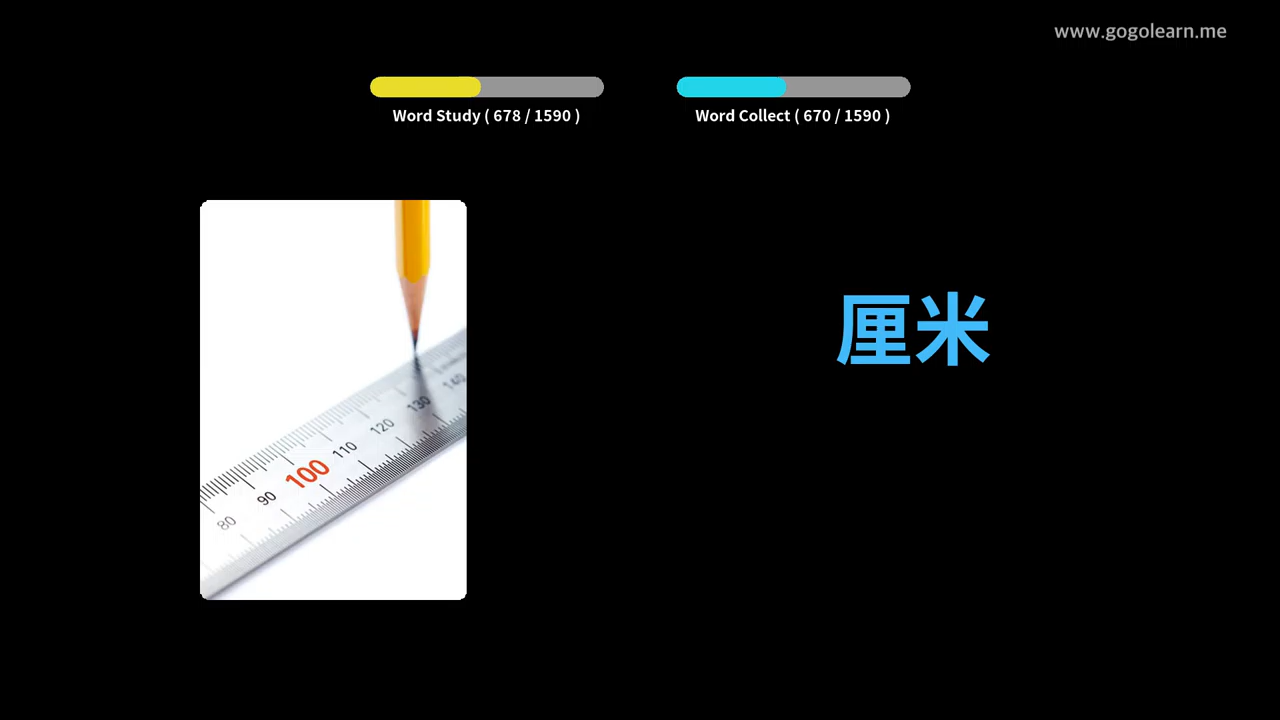 www.gogolearn.me
Word Study ( 678 / 1590 )
Word Collect ( 670 / 1590 )
厘米
80
90
100
110
120
130
140